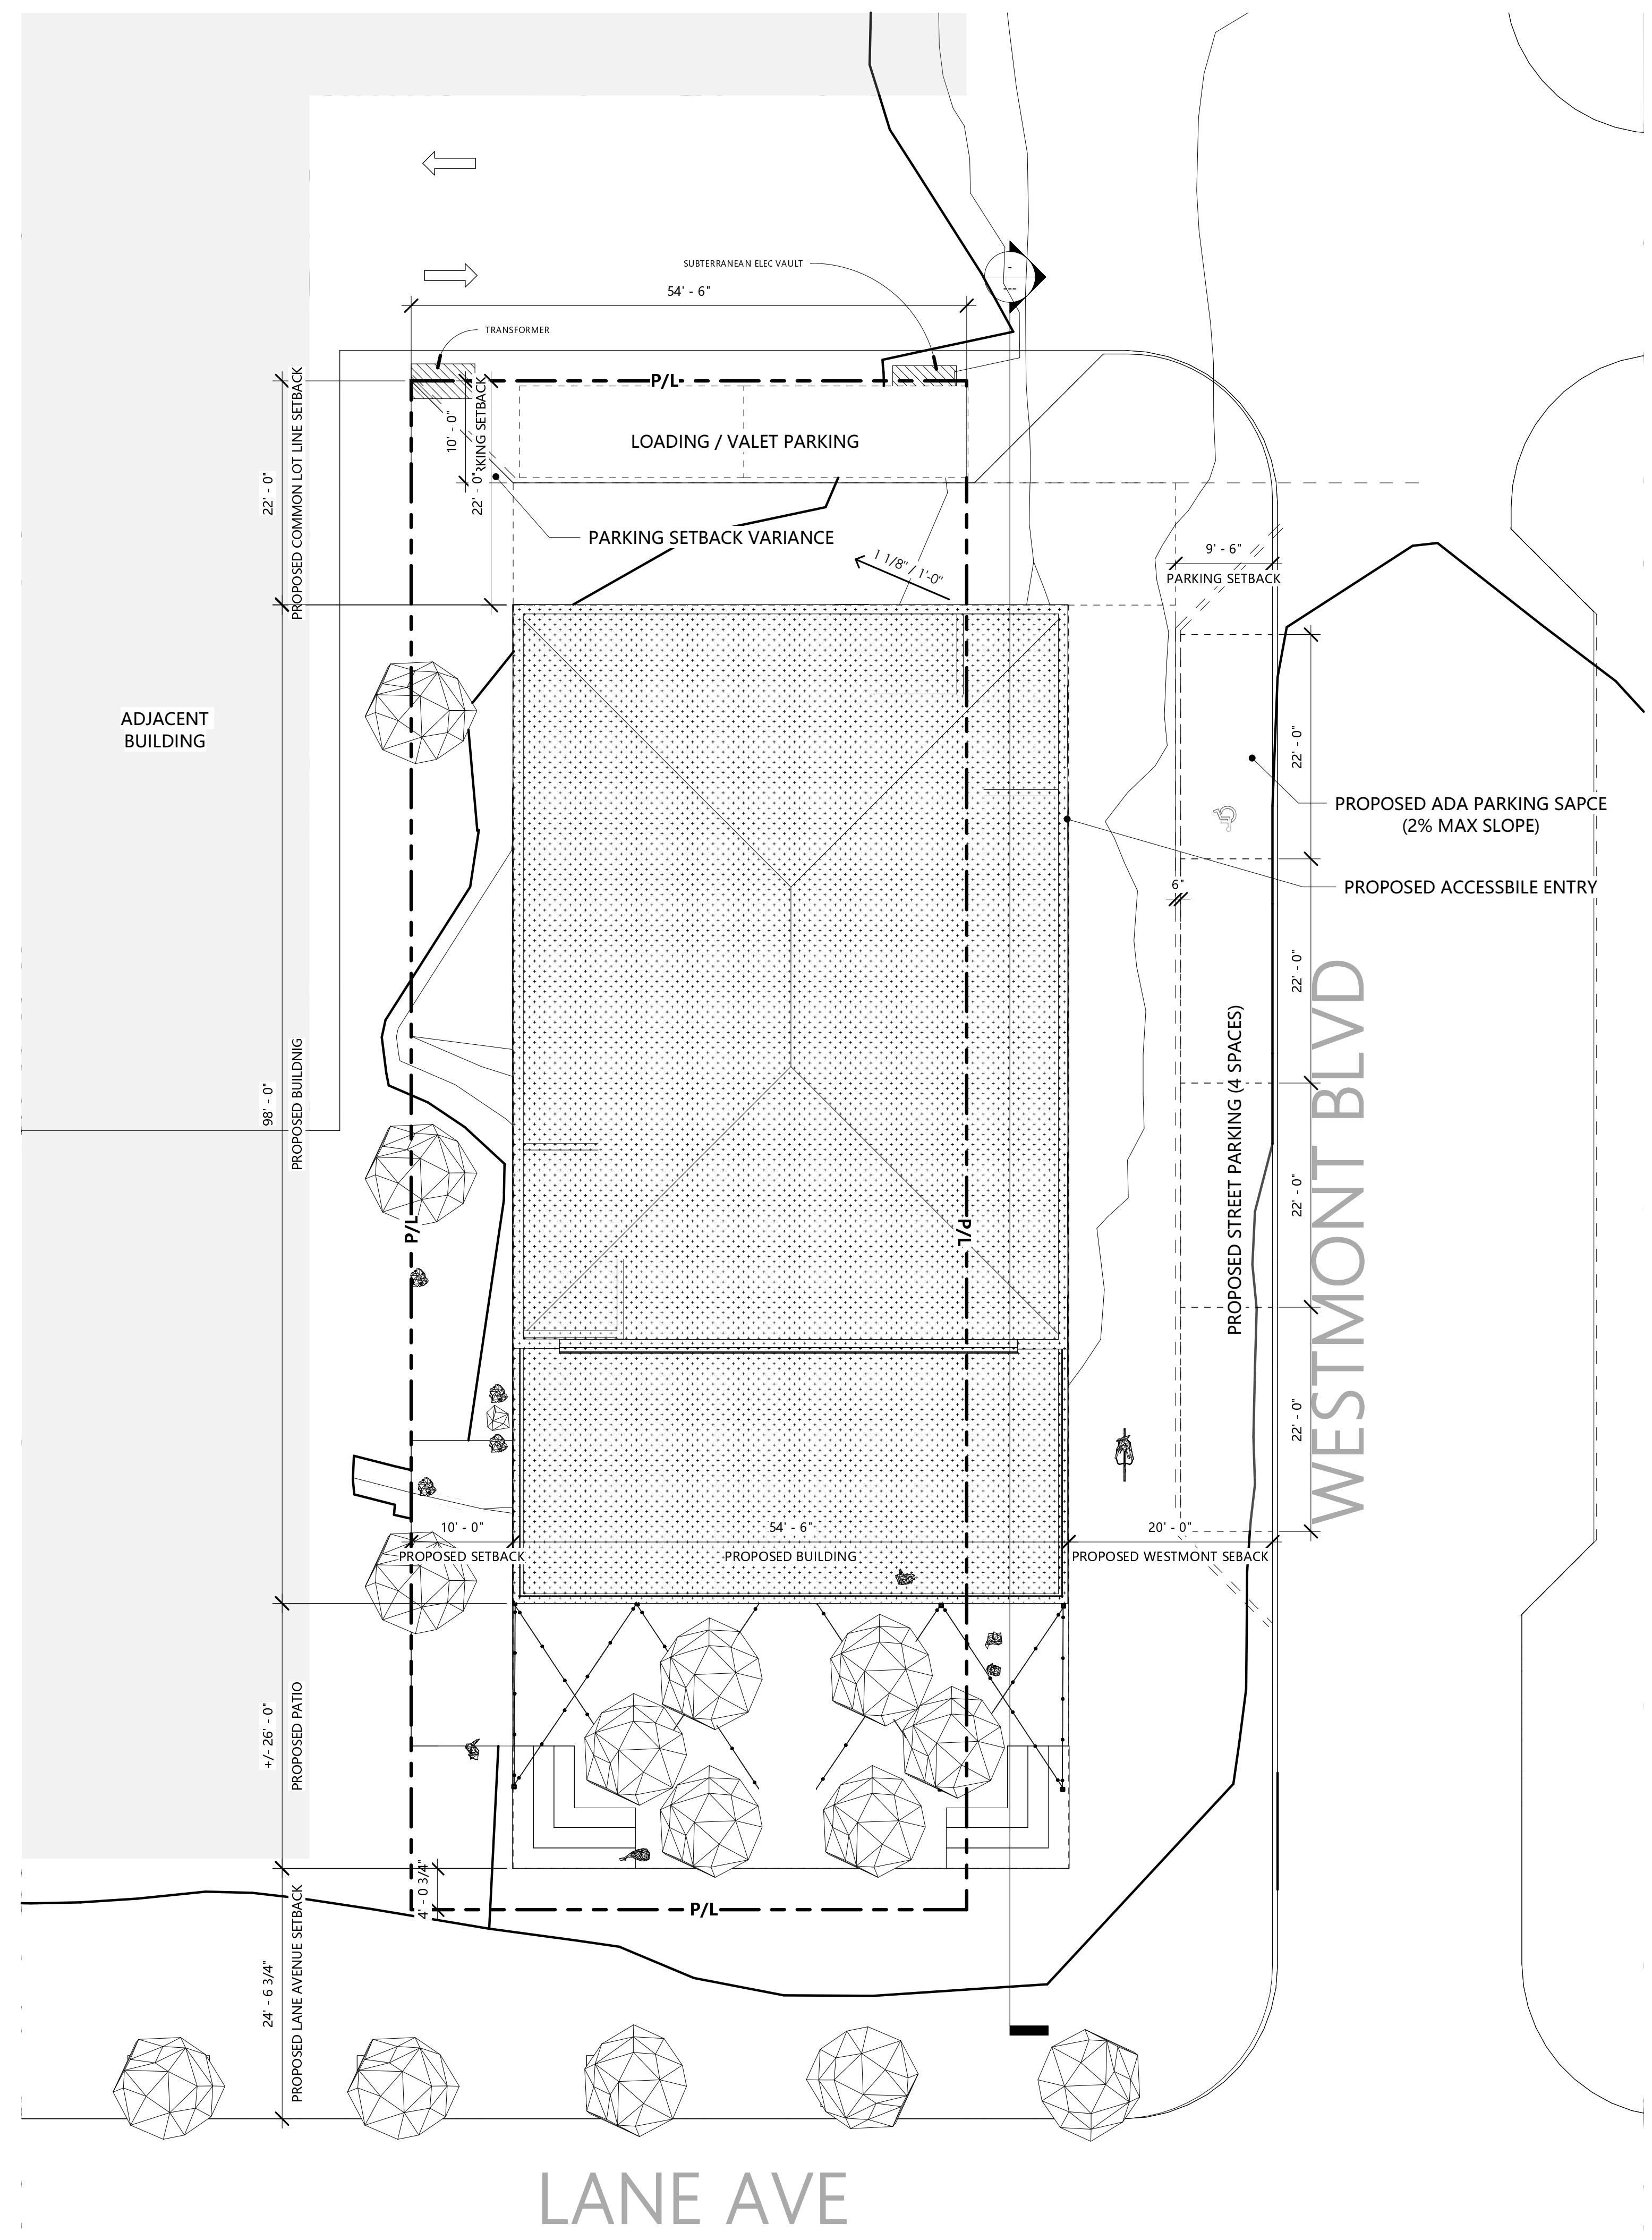 SUBTERRANEAN ELEC VAULT
54' - 6"
-
---
TRANSFORMER
P/L
10' - 0"
22' - 0"
LOADING / VALET PARKING
22' - 0"
PROPOSED COMMON LOT LINE SETBACK
PARKING SETBACK VARIANCE
1 1/8" / 1'-0"
9' - 6"
PARKING SETBACK
ADJACENT
BUILDING
22' - 0"
PROPOSED ADA PARKING SAPCE
(2% MAX SLOPE)
6"
PROPOSED ACCESSBILE ENTRY
22' - 0"
98' - 0"
PROPOSED BUILDNIG
P/L
P/L
PROPOSED STREET PARKING (4 SPACES)
22' - 0"
WESTMONT BLVD
22' - 0"
10' - 0"
54' - 6"
20' - 0"
PROPOSED SETBACK
PROPOSED BUILDING
PROPOSED WESTMONT SEBACK
+/- 26' - 0"
PROPOSED PATIO
4' - 0 3/4"
P/L
24' - 6 3/4"
PROPOSED LANE AVENUE SETBACK
LANE AVE